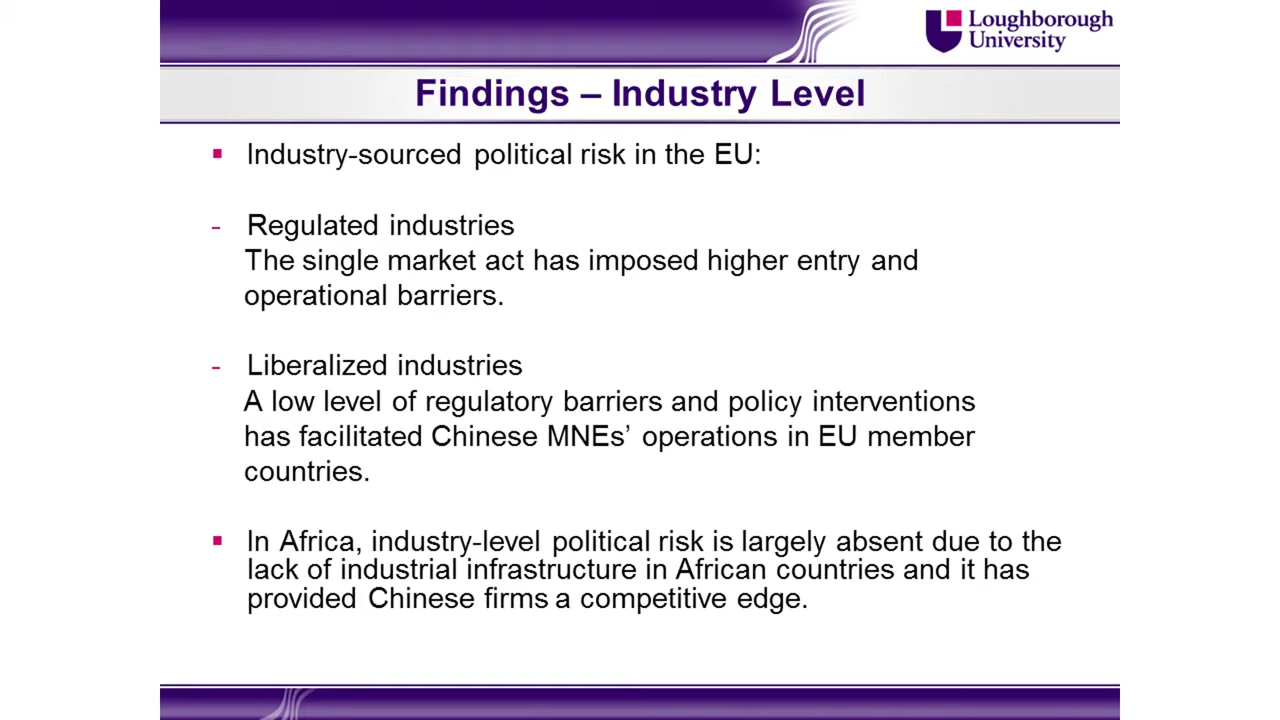 Loughborough
University
Findings – Industry Level
▪ Industry-sourced political risk in the EU:
- Regulated industries
The single market act has imposed higher entry and
operational barriers.
- Liberalized industries
A low level of regulatory barriers and policy interventions
has facilitated Chinese MNEs’ operations in EU member
countries.
▪ In Africa, industry-level political risk is largely absent due to the
lack of industrial infrastructure in African countries and it has
provided Chinese firms a competitive edge.